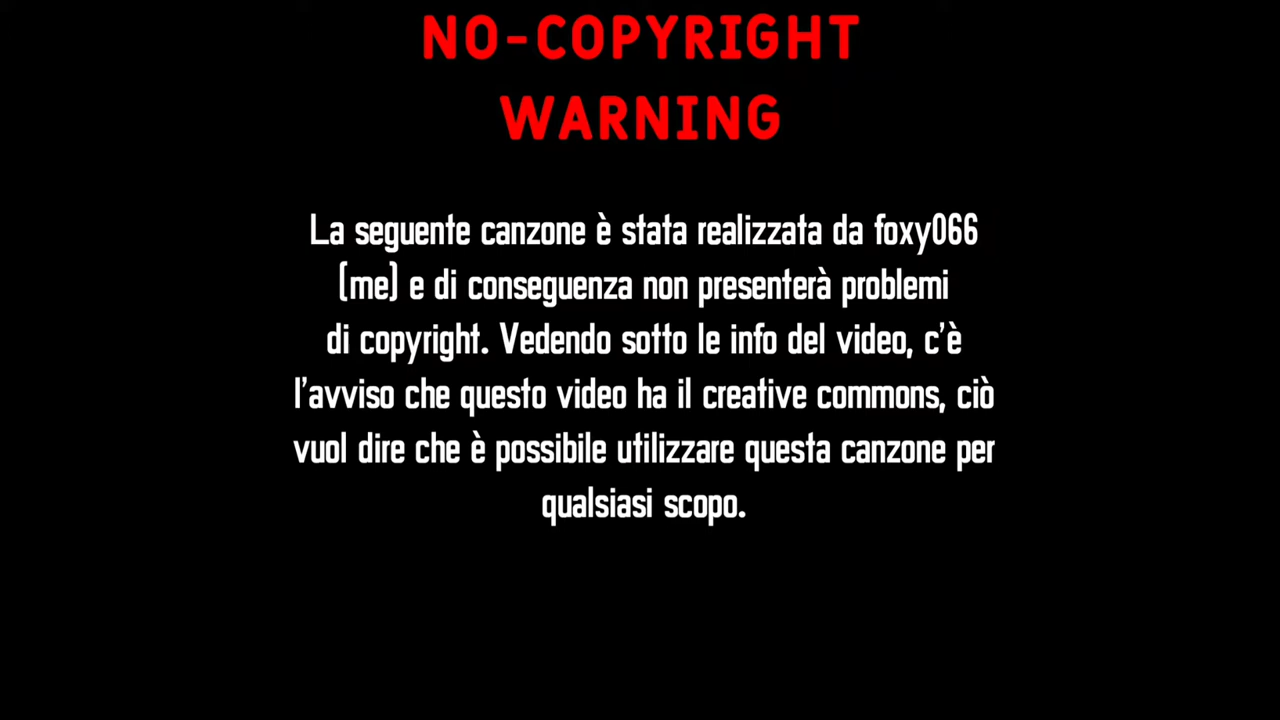 NO-COPYRIGHT
WARNING
La seguente canzone è stata realizzata da foxy066
(me) e di conseguenza non presenterà problemi
di copyright. Vedendo sotto le info del video, c'è
l'avviso che questo video ha il creative commons, ciò
vuol dire che è possibile utilizzare questa canzone per
qualsiasi scopo.